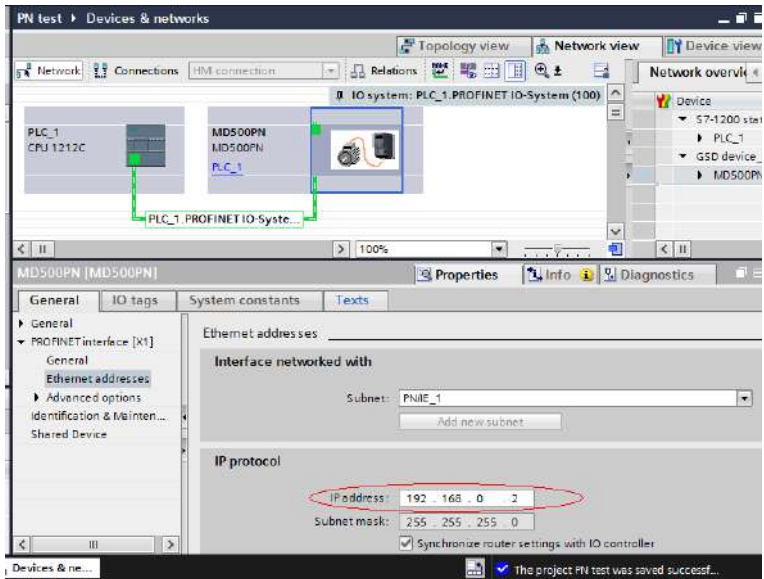 PN test ▸ Devices & networks
Topology view Network view Device view
Network Connections HMI connection Relations Network overvi
IO system: PLC_1.PROFINET IO-System (100)
Device
S7-1200 stat
PLC_1
GSD device_
MD500PN
PLC_1
CPU 1212C
MD500PN
MD500PN
PLC_1
PLC_1.PROFINET IO-Syste...
100%
MD500PN [MD500PN]
Properties Info Diagnostics
General IO tags System constants Texts
General
PROFINET interface [X1]
General
Ethernet addresses
Advanced options
Identification & Mainten...
Shared Device
Ethernet addresses
Interface networked with
Subnet: PN/IE_1
Add new subnet
IP protocol
IP address: 192 . 168 . 0 . 2
Subnet mask: 255 . 255 . 255 . 0
Synchronize router settings with IO controller
Devices & ne...
The project PN test was saved successf...